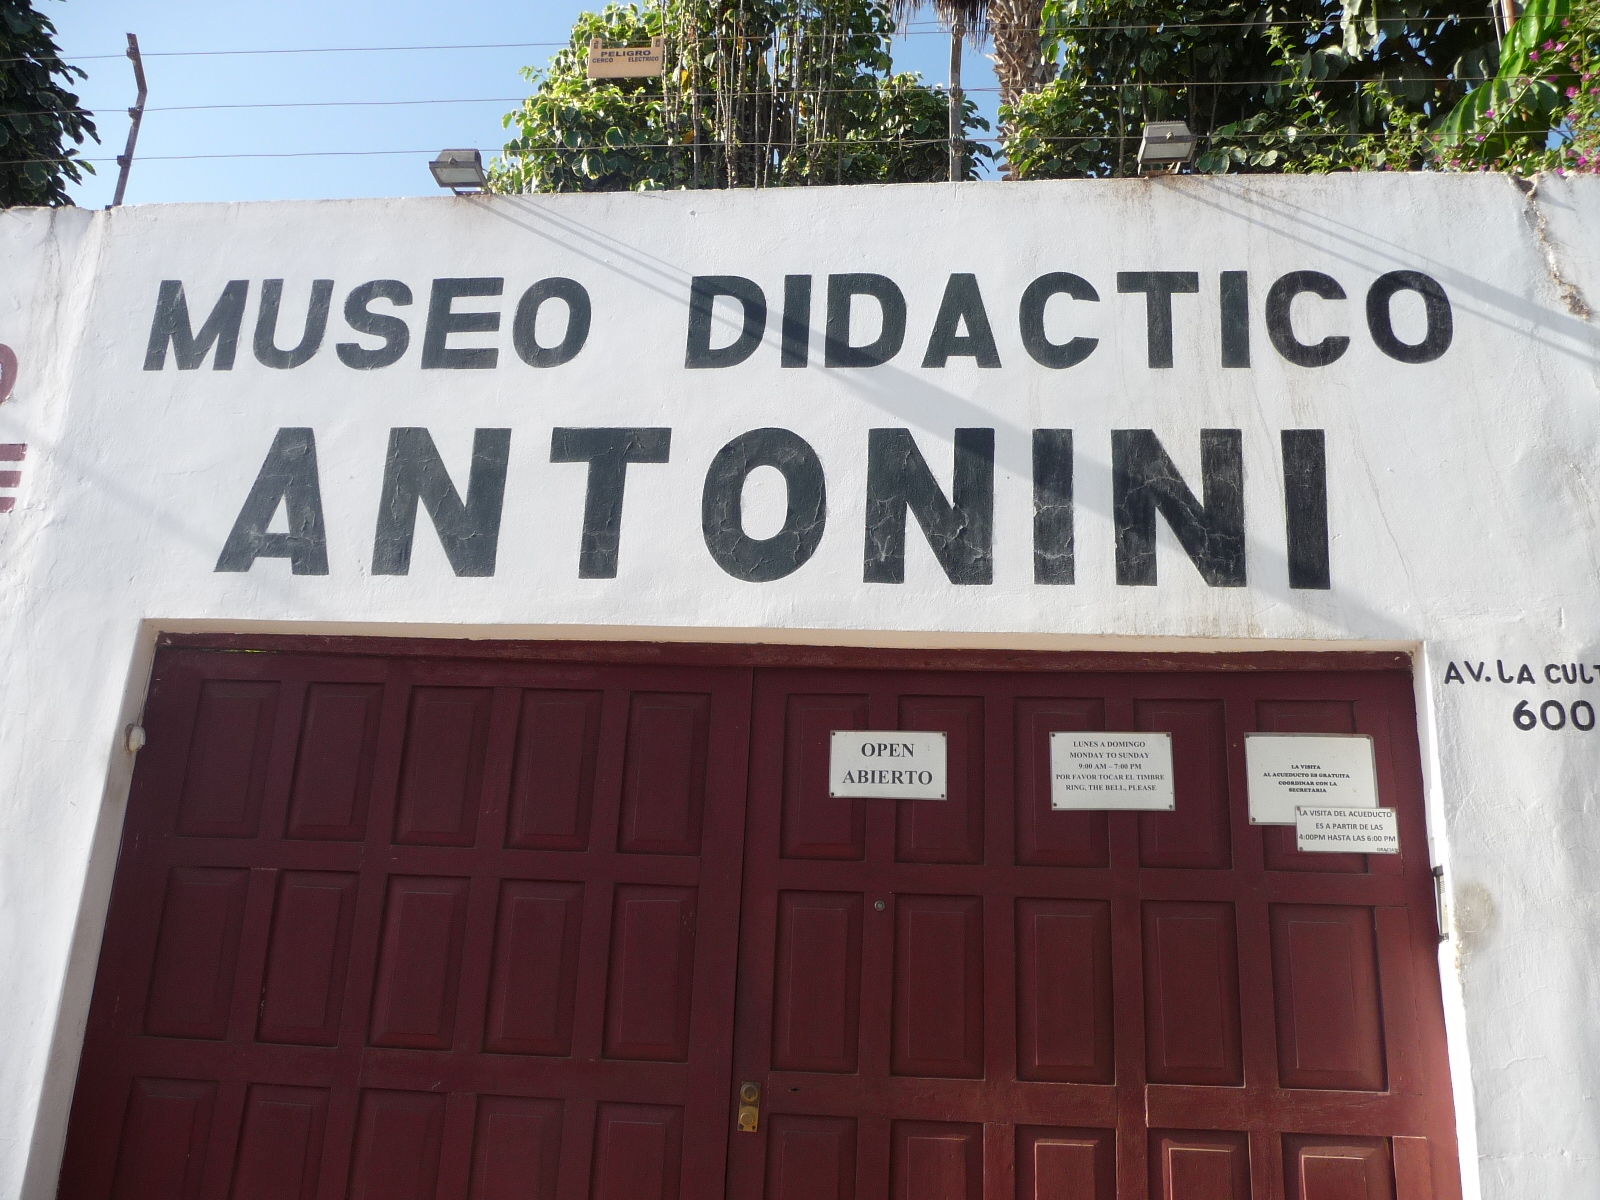 PELIGRO
CERCO ELECTRICO
MUSEO DIDACTICO
ANTONINI
AV. LA CULT
600
OPEN
ABIERTO
LUNES A DOMINGO
MONDAY TO SUNDAY
9:00 AM – 7:00 PM
POR FAVOR TOCAR EL TIMBRE
RING, THE BELL, PLEASE
LA VISITA
AL ACUEDUCTO ES GRATUITA
COORDINAR CON LA
SECRETARIA
LA VISITA DEL ACUEDUCTO
ES A PARTIR DE LAS
4:00PM HASTA LAS 6:00 PM
GRACIAS